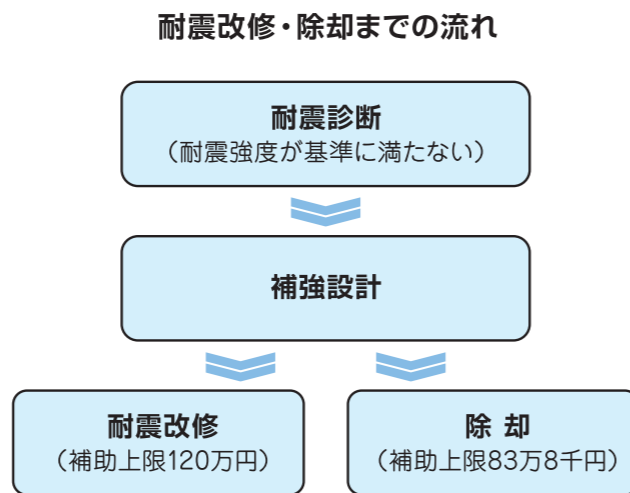 耐震改修・除却までの流れ
耐震診断
（耐震強度が基準に満たない）
補強設計
耐震改修
（補助上限120万円）
除 却
（補助上限83万8千円）